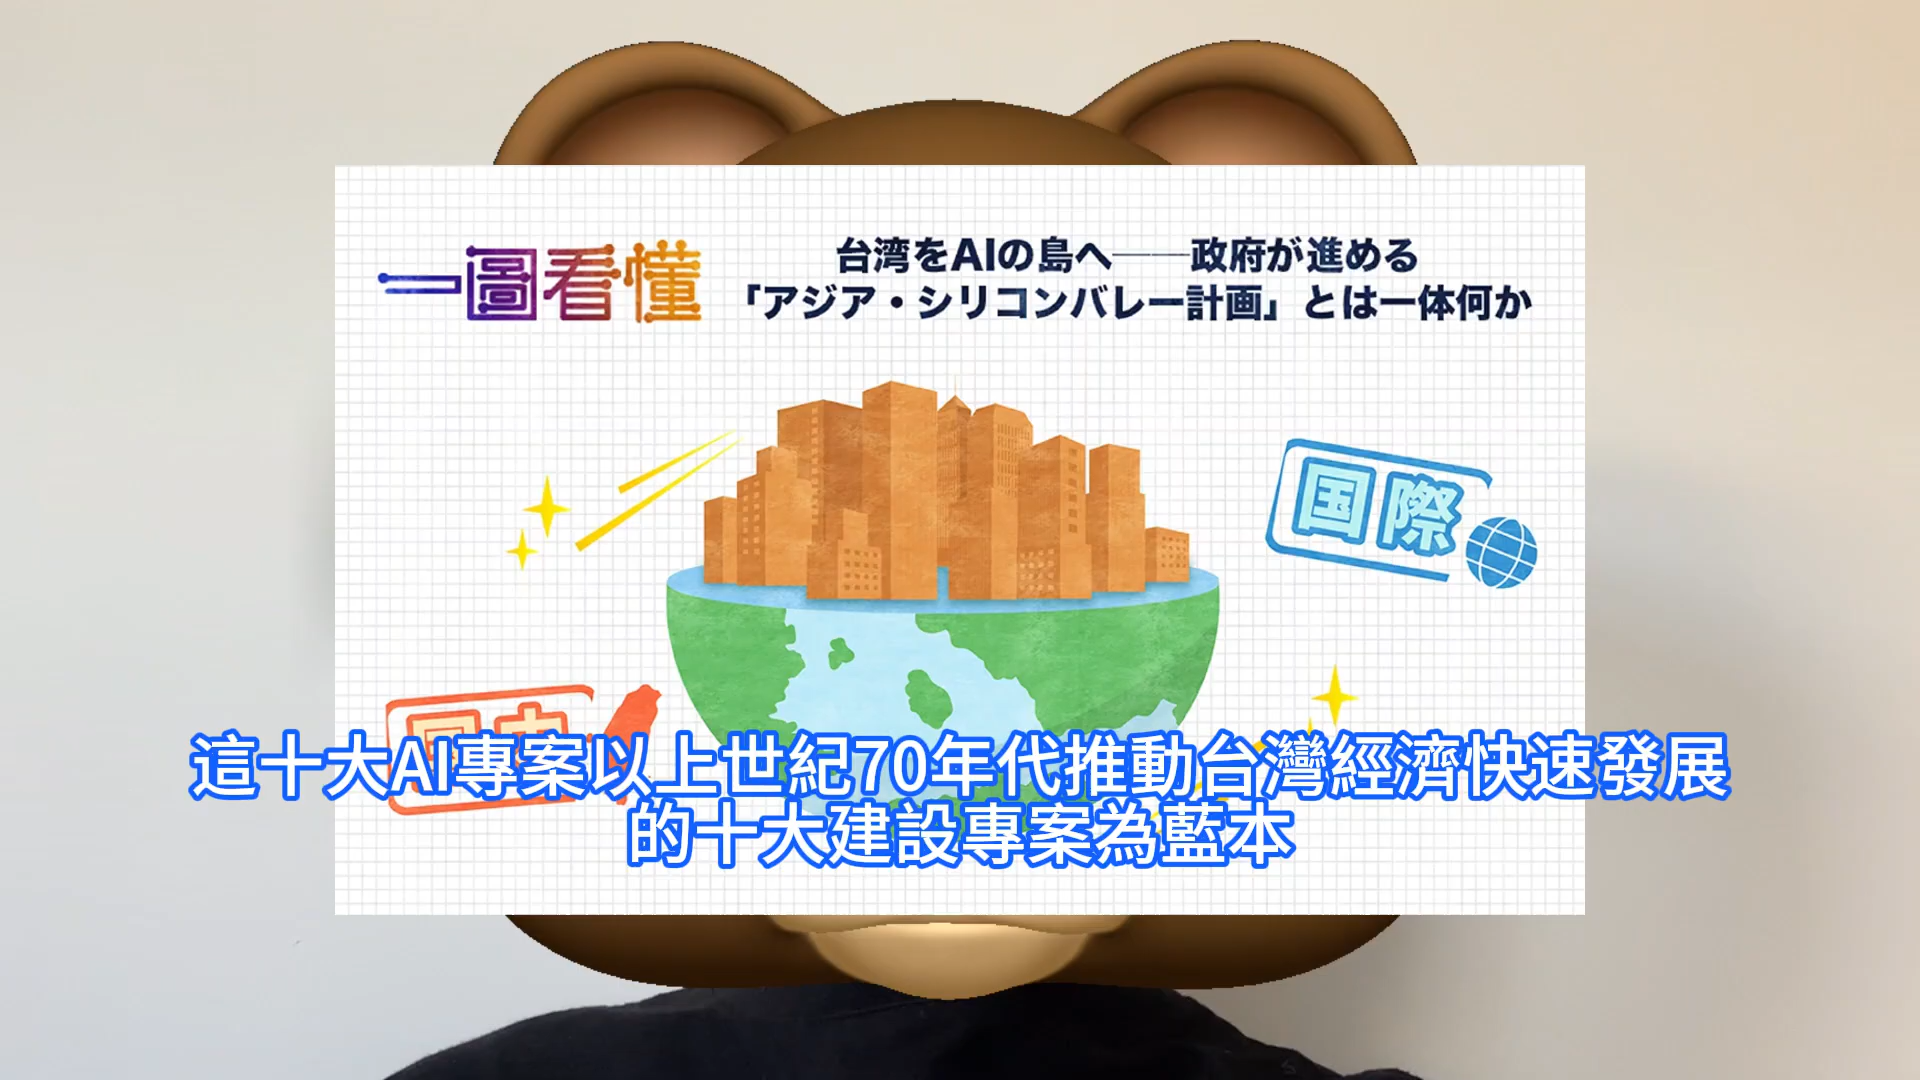 一圖看懂
台湾をAIの島へ──政府が進める
「アジア・シリコンバレー計画」とは一体何か
国際
這十大AI專案以上世紀70年代推動台灣經濟快速發展
的十大建設專案為藍本